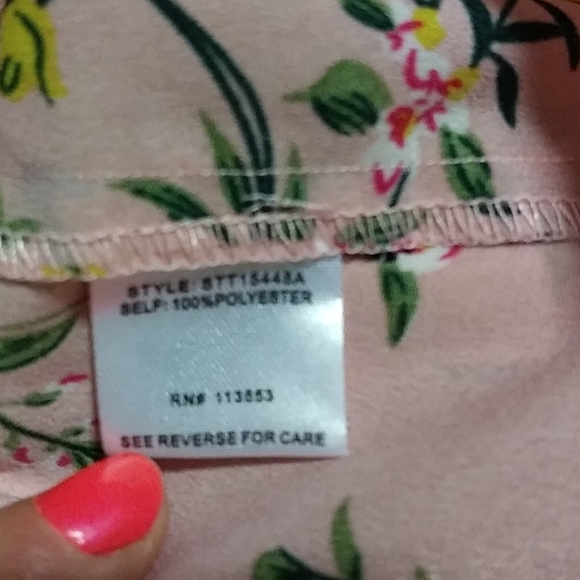 STYLE: STT15448A
SELF: 100%POLYESTER
RN# 113853
SEE REVERSE FOR CARE